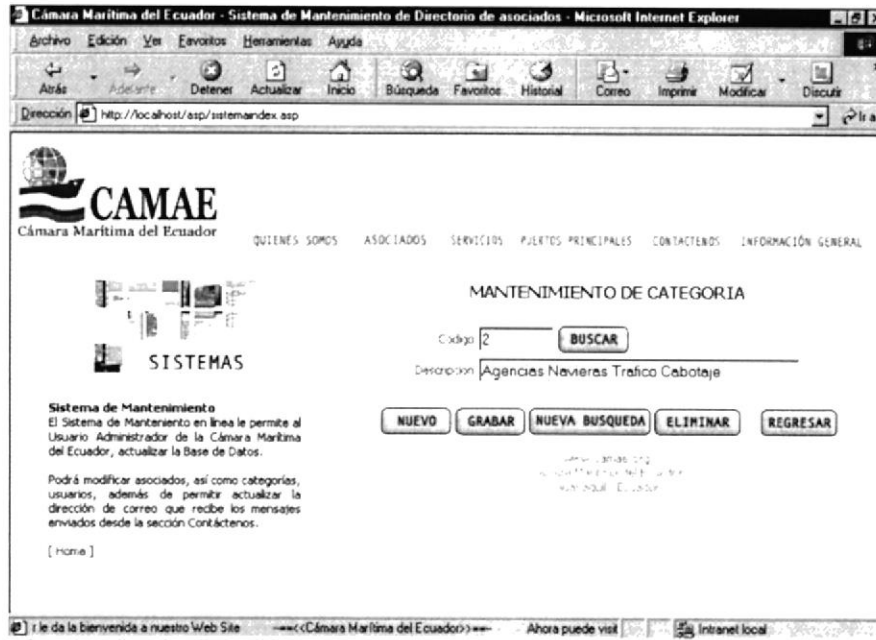 Cámara Marítima del Ecuador - Sistema de Mantenimiento de Directorio de asociados - Microsoft Internet Explorer
Archivo Edición Ver Favoritos Herramientas Ayuda
Atrás Adelante Detener Actualizar Inicio Búsqueda Favoritos Historial Correo Imprimir Modificar Discutir
Dirección http://localhost/asp/sistemaindex.asp Ir a
CAMAE
Cámara Marítima del Ecuador
QUIENES SOMOS ASOCIADOS SERVICIOS PUERTOS PRINCIPALES CONTACTENOS INFORMACIÓN GENERAL
SISTEMAS
MANTENIMIENTO DE CATEGORIA
Codigo 2 BUSCAR
Descripcion Agencias Navieras Trafico Cabotaje
NUEVO GRABAR NUEVA BUSQUEDA ELIMINAR REGRESAR
Sistema de Mantenimiento
El Sistema de Manteniento en línea le permite al
Usuario Administrador de la Cámara Marítima
del Ecuador, actualizar la Base de Datos.
Podrá modificar asociados, así como categorías,
usuarios, además de permitir actualizar la
dirección de correo que recibe los mensajes
enviados desde la sección Contáctenos.
[ Home ]
r le da la bienvenida a nuestro Web Site ---<<Cámara Marítima del Ecuador>>--- Ahora puede visit Intranet local